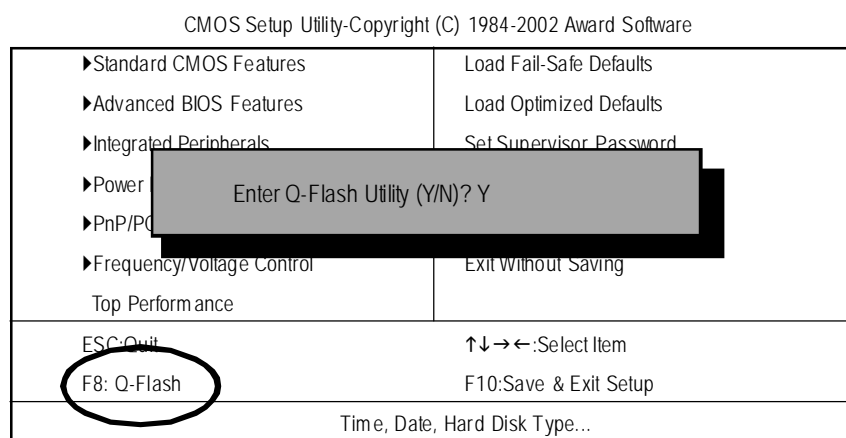 CMOS Setup Utility-Copyright (C) 1984-2002 Award Software
▶Standard CMOS Features
Load Fail-Safe Defaults
▶Advanced BIOS Features
Load Optimized Defaults
▶Integrated Peripherals
Set Supervisor Password
▶Power
▶PnP/PC
Enter Q-Flash Utility (Y/N)? Y
▶Frequency/Voltage Control
Exit Without Saving
Top Performance
ESC:Quit
↑↓→←:Select Item
F8: Q-Flash
F10:Save & Exit Setup
Time, Date, Hard Disk Type...